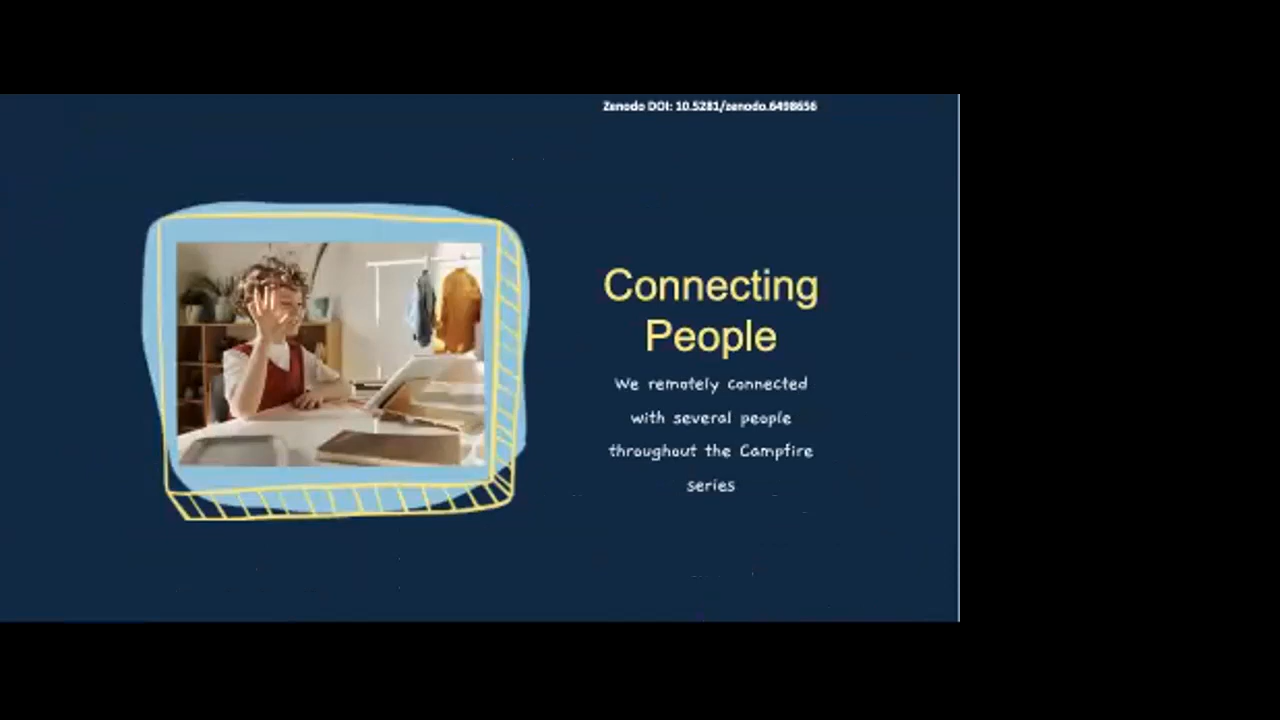 Zenodo DOI: 10.5281/zenodo.6498656
Connecting
People
We remotely connected
with several people
throughout the Campfire
series